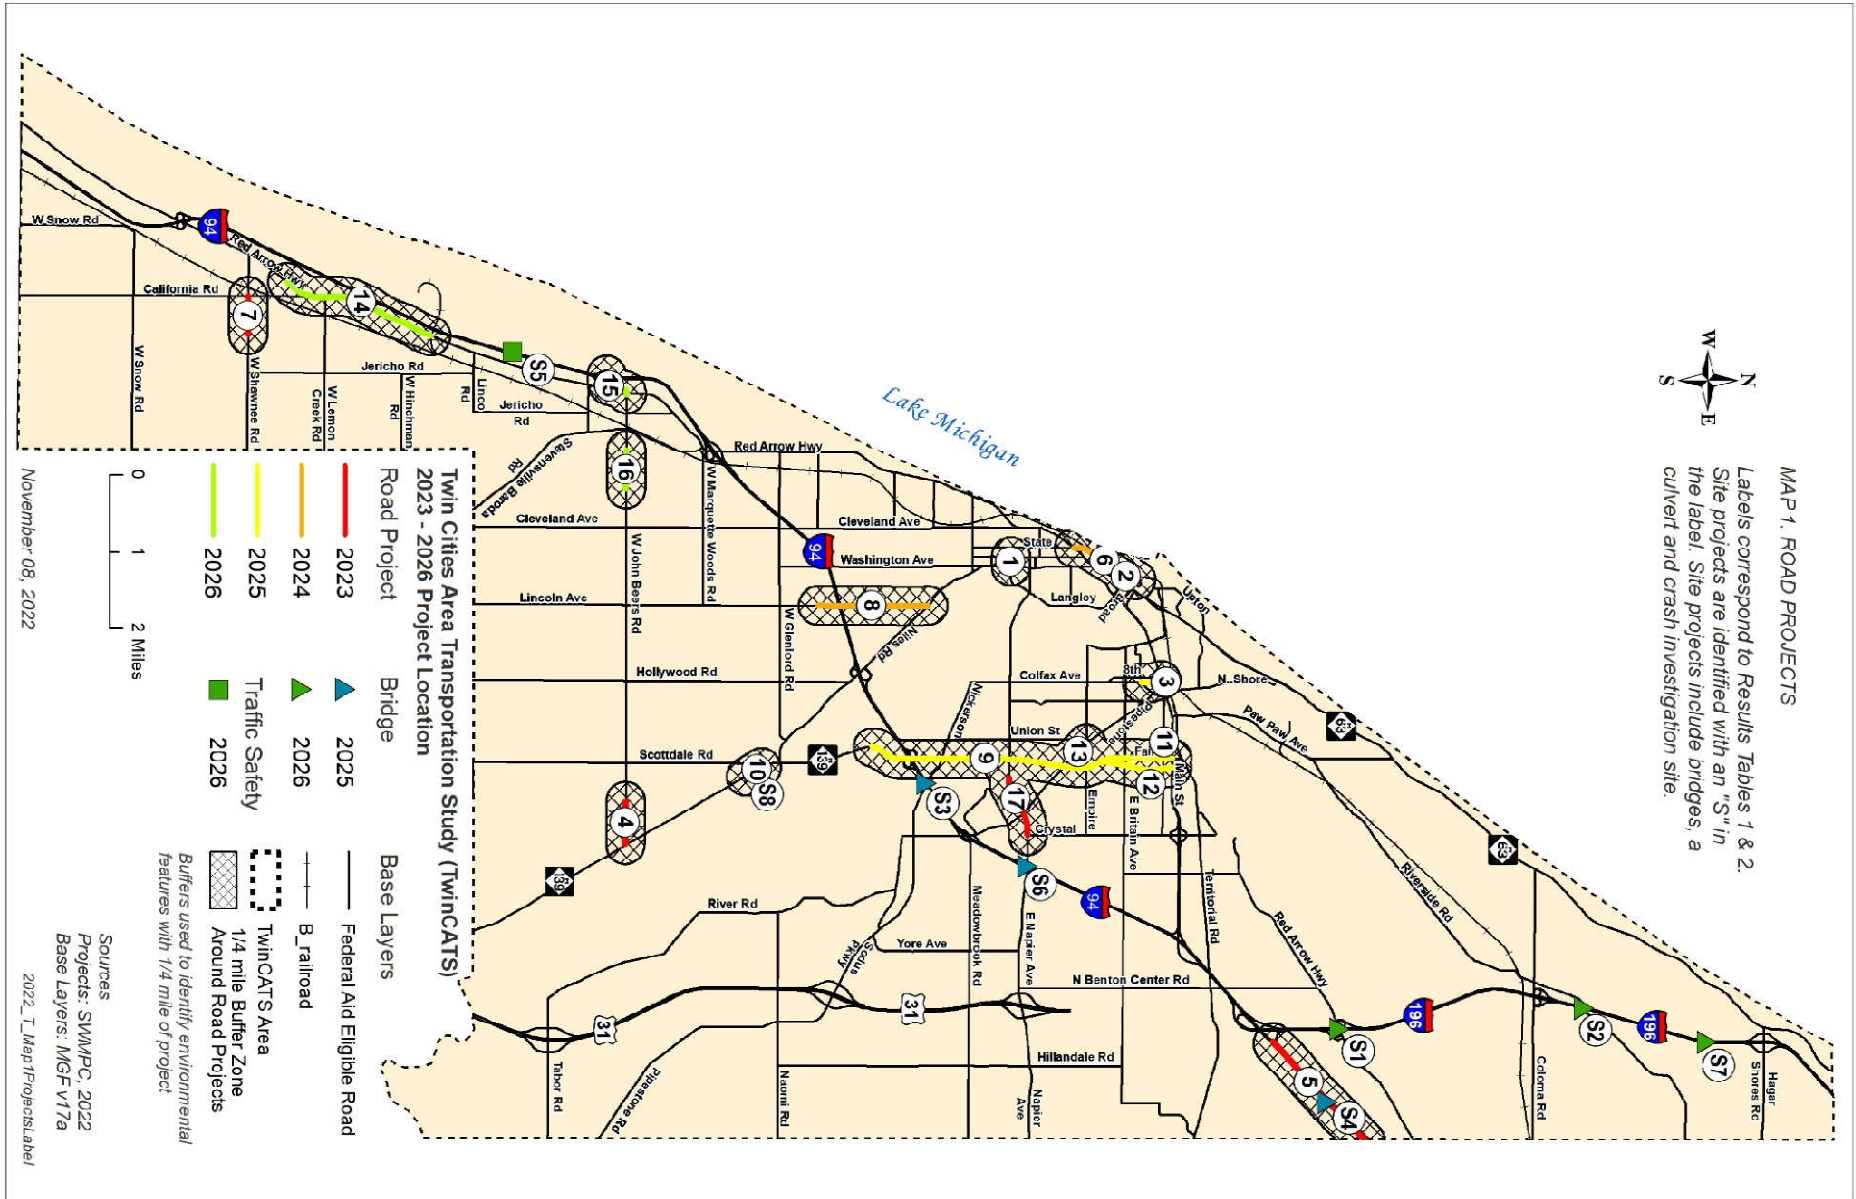 MAP 1. ROAD PROJECTS
Labels correspond to Results Tables 1 & 2.
Site projects are identified with an "S" in
the label. Site projects include bridges, a
culvert and crash investigation site.
N
W
E
S
Lake Michigan
Hagar
Shores Rd
S7
196
S2
Coloma Rd
63
Riverside Rd
196
S1
S4
5
63
Paw Paw Ave
Red Arrow Hwy
N. Shore
Territorial Rd
N Benton Center Rd
Hillandale Rd
Main St
Union
3
8th
Pipestone
11
12
Fair
E Britain Ave
Empire
13
Broad
2
6
Langley
Colfax Ave
Union St
Crystal
94
State
1
17
S6
E Napier Ave
Napier
Ave
Nickerson
9
Meadowbrook Rd
S3
Yore Ave
31
Cleveland Ave
Washington Ave
8
Niles Rd
94
139
Sodus
Pkwy
Red Arrow Hwy
W Glenlord Rd
10
S8
River Rd
Naomi Rd
W Marquette Woods Rd
Hollywood Rd
Scottdale Rd
Pipestone Rd
15
16
W John Beers Rd
4
31
Cleveland Ave
Lincoln Ave
139
Tabor Rd
S5
Jericho
Rd
Stevensville Baroda
Rd
Linco
Rd
Jericho Rd
W Hinchman
Rd
14
W Lemon
Creek Rd
Red Arrow Hwy
94
7
W Shawnee Rd
California Rd
W Snow Rd
W Snow Rd
Twin Cities Area Transportation Study (TwinCATS)
2023 - 2026 Project Location
Road Project
2023
2024
2025
2026
Bridge
2025
2026
Traffic Safety
2026
Base Layers
Federal Aid Eligible Road
B_railroad
TwinCATS Area
1/4 mile Buffer Zone
Around Road Projects
Buffers used to identify environmental
features with 1/4 mile of project
0
1
2 Miles
Sources
Projects: SWMPC, 2022
Base Layers: MGF v17a
November 08, 2022
2022_T_Map1ProjectsLabel